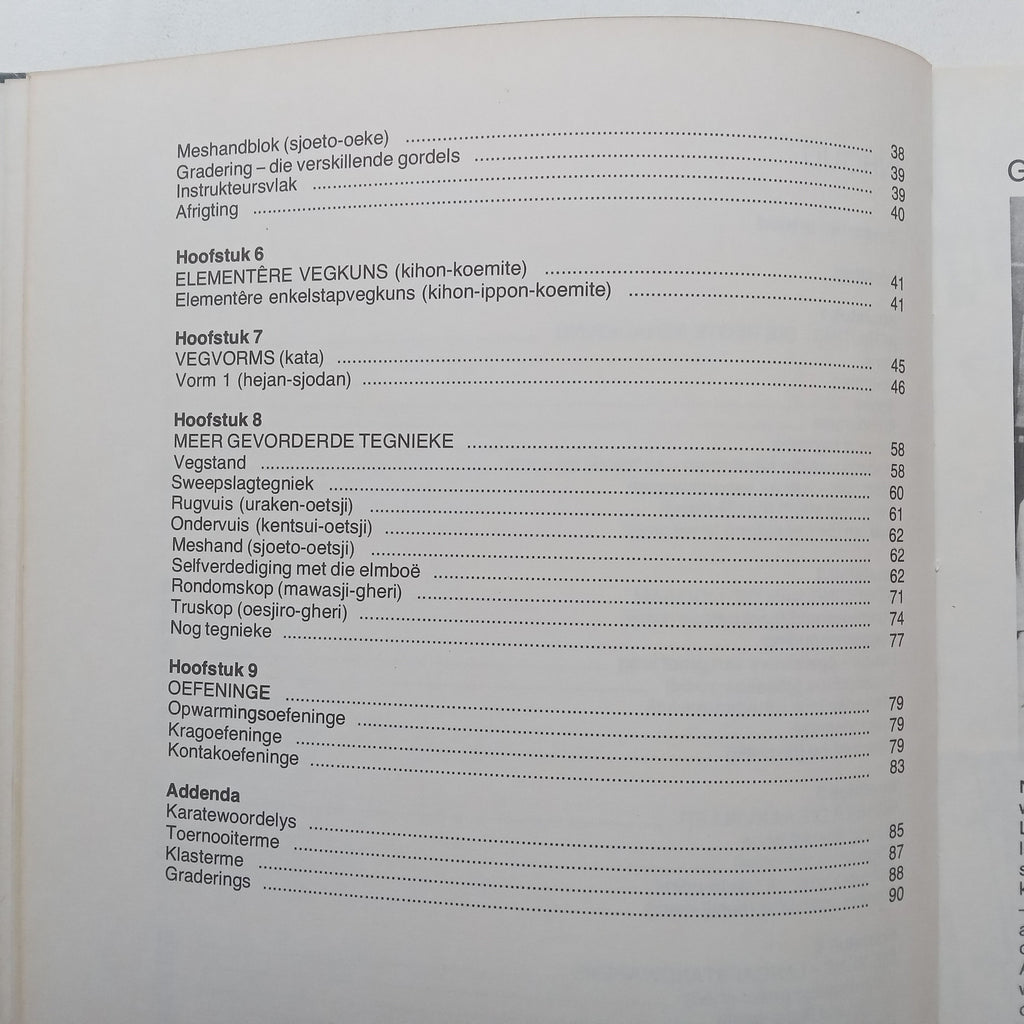 Meshandblok (sjoeto-oeke) ........ 38
Gradering – die verskillende gordels ........ 39
Instrukteursvlak ........ 39
Afrigting ........ 40
Hoofstuk 6
ELEMENTÊRE VEGKUNS (kihon-koemite) ........ 41
Elementêre enkelstapvegkuns (kihon-ippon-koemite) ........ 41
Hoofstuk 7
VEGVORMS (kata) ........ 45
Vorm 1 (hejan-sjodan) ........ 46
Hoofstuk 8
MEER GEVORDERDE TEGNIEKE ........ 58
Vegstand ........ 58
Sweepslagtegniek ........ 60
Rugvuis (uraken-oetsji) ........ 61
Ondervuis (kentsui-oetsji) ........ 62
Meshand (sjoeto-oetsji) ........ 62
Selfverdediging met die elmboë ........ 62
Rondomskop (mawasji-gheri) ........ 71
Truskop (oesjiro-gheri) ........ 74
Nog tegnieke ........ 77
Hoofstuk 9
OEFENINGE ........ 79
Opwarmingsoefeninge ........ 79
Kragoefeninge ........ 79
Kontakoefeninge ........ 83
Addenda
Karatewoordelys ........ 85
Toernooiterme ........ 87
Klasterme ........ 88
Graderings ........ 90